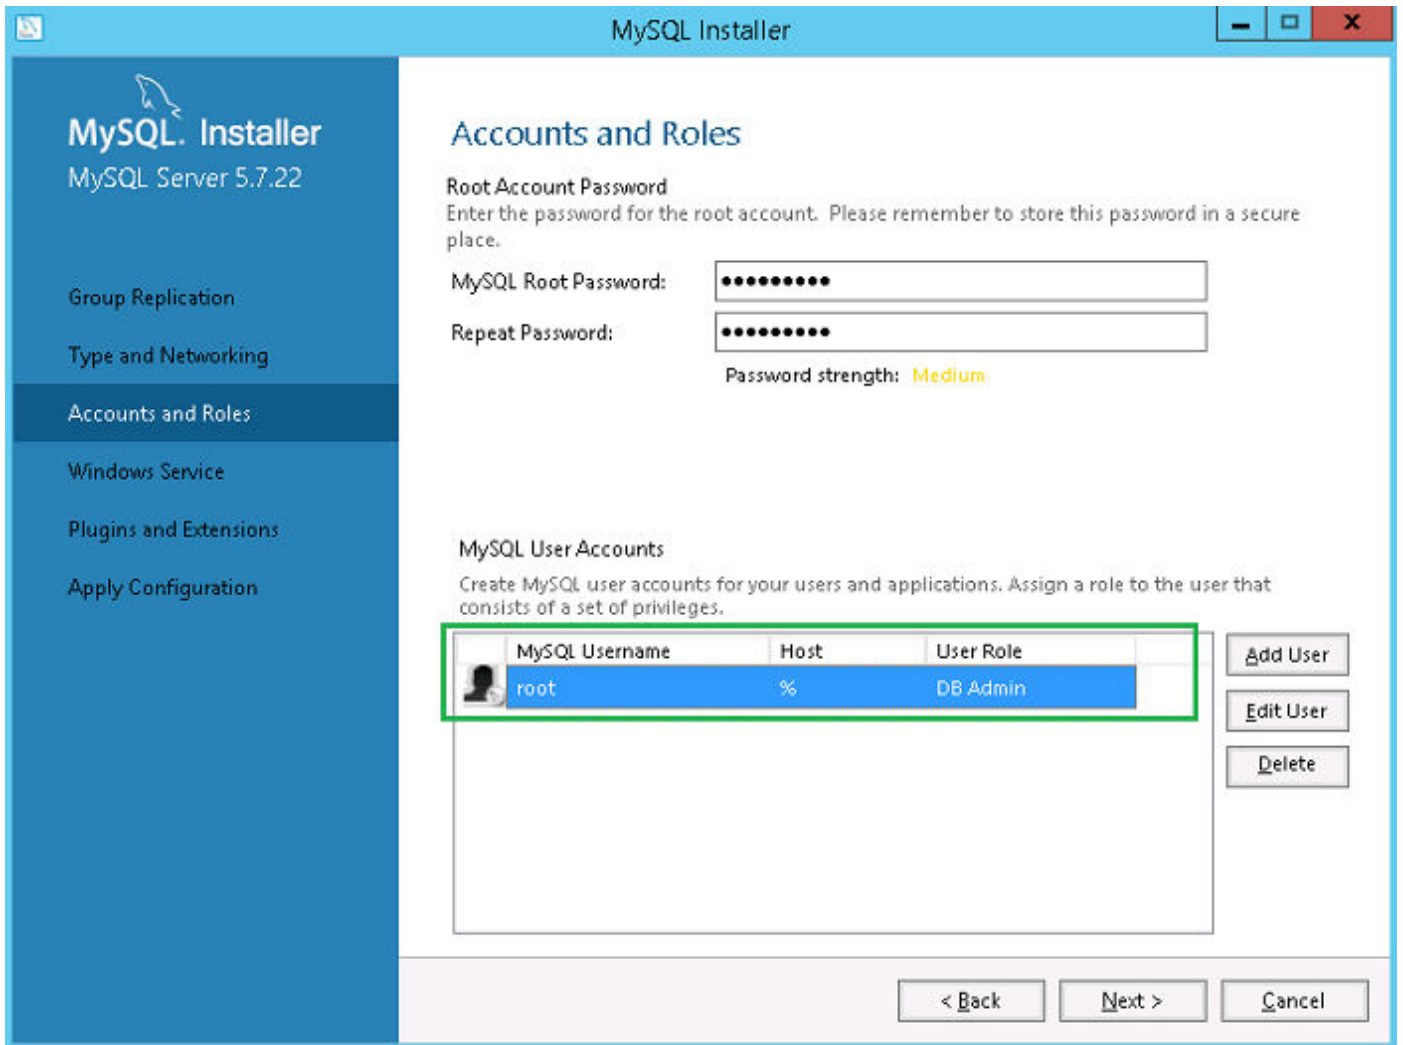 MySQL Installer
MySQL. Installer
MySQL Server 5.7.22
Group Replication
Type and Networking
Accounts and Roles
Windows Service
Plugins and Extensions
Apply Configuration
Accounts and Roles
Root Account Password
Enter the password for the root account. Please remember to store this password in a secure
place.
MySQL Root Password: ●●●●●●●●●
Repeat Password: ●●●●●●●●●
Password strength: Medium
MySQL User Accounts
Create MySQL user accounts for your users and applications. Assign a role to the user that
consists of a set of privileges.
MySQL Username Host User Role
root % DB Admin
Add User
Edit User
Delete
< Back Next > Cancel